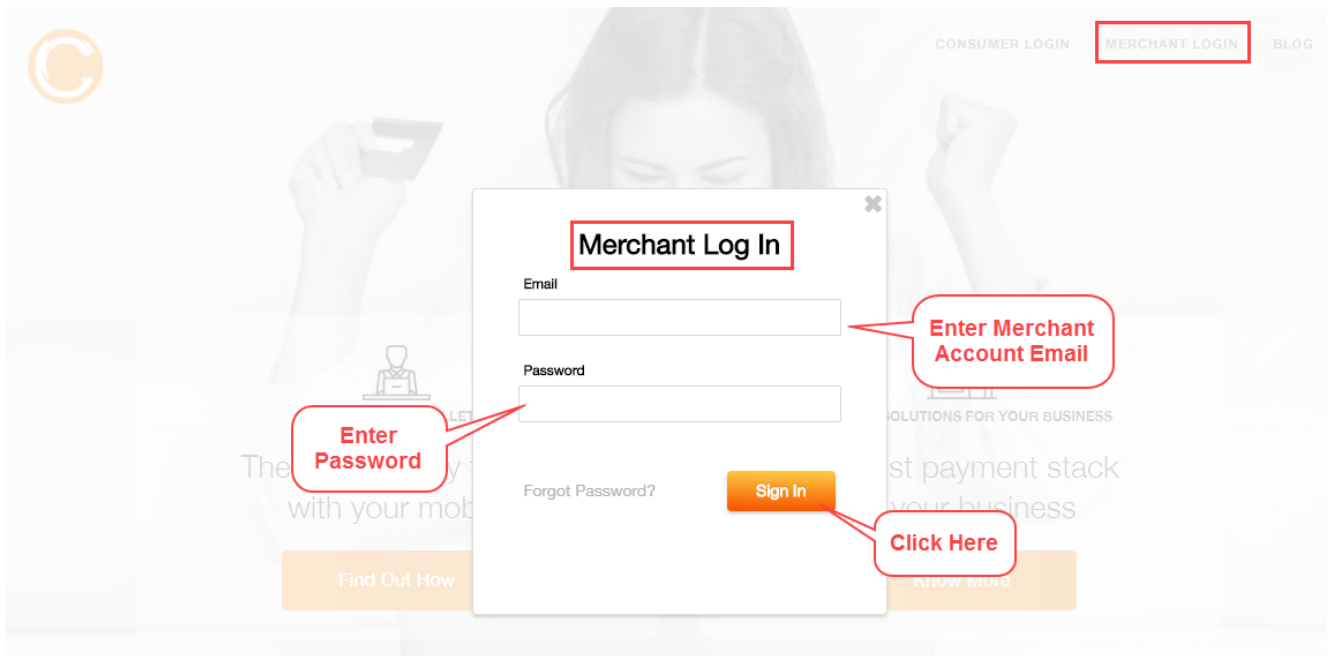 CONSUMER LOGIN
MERCHANT LOGIN
BLOG
Merchant Log In
Email
Enter Merchant
Account Email
Password
SOLUTIONS FOR YOUR BUSINESS
Enter
Password
The
st payment stack
with your
your business
Forgot Password?
Sign In
Click Here
Find Out How
Know More